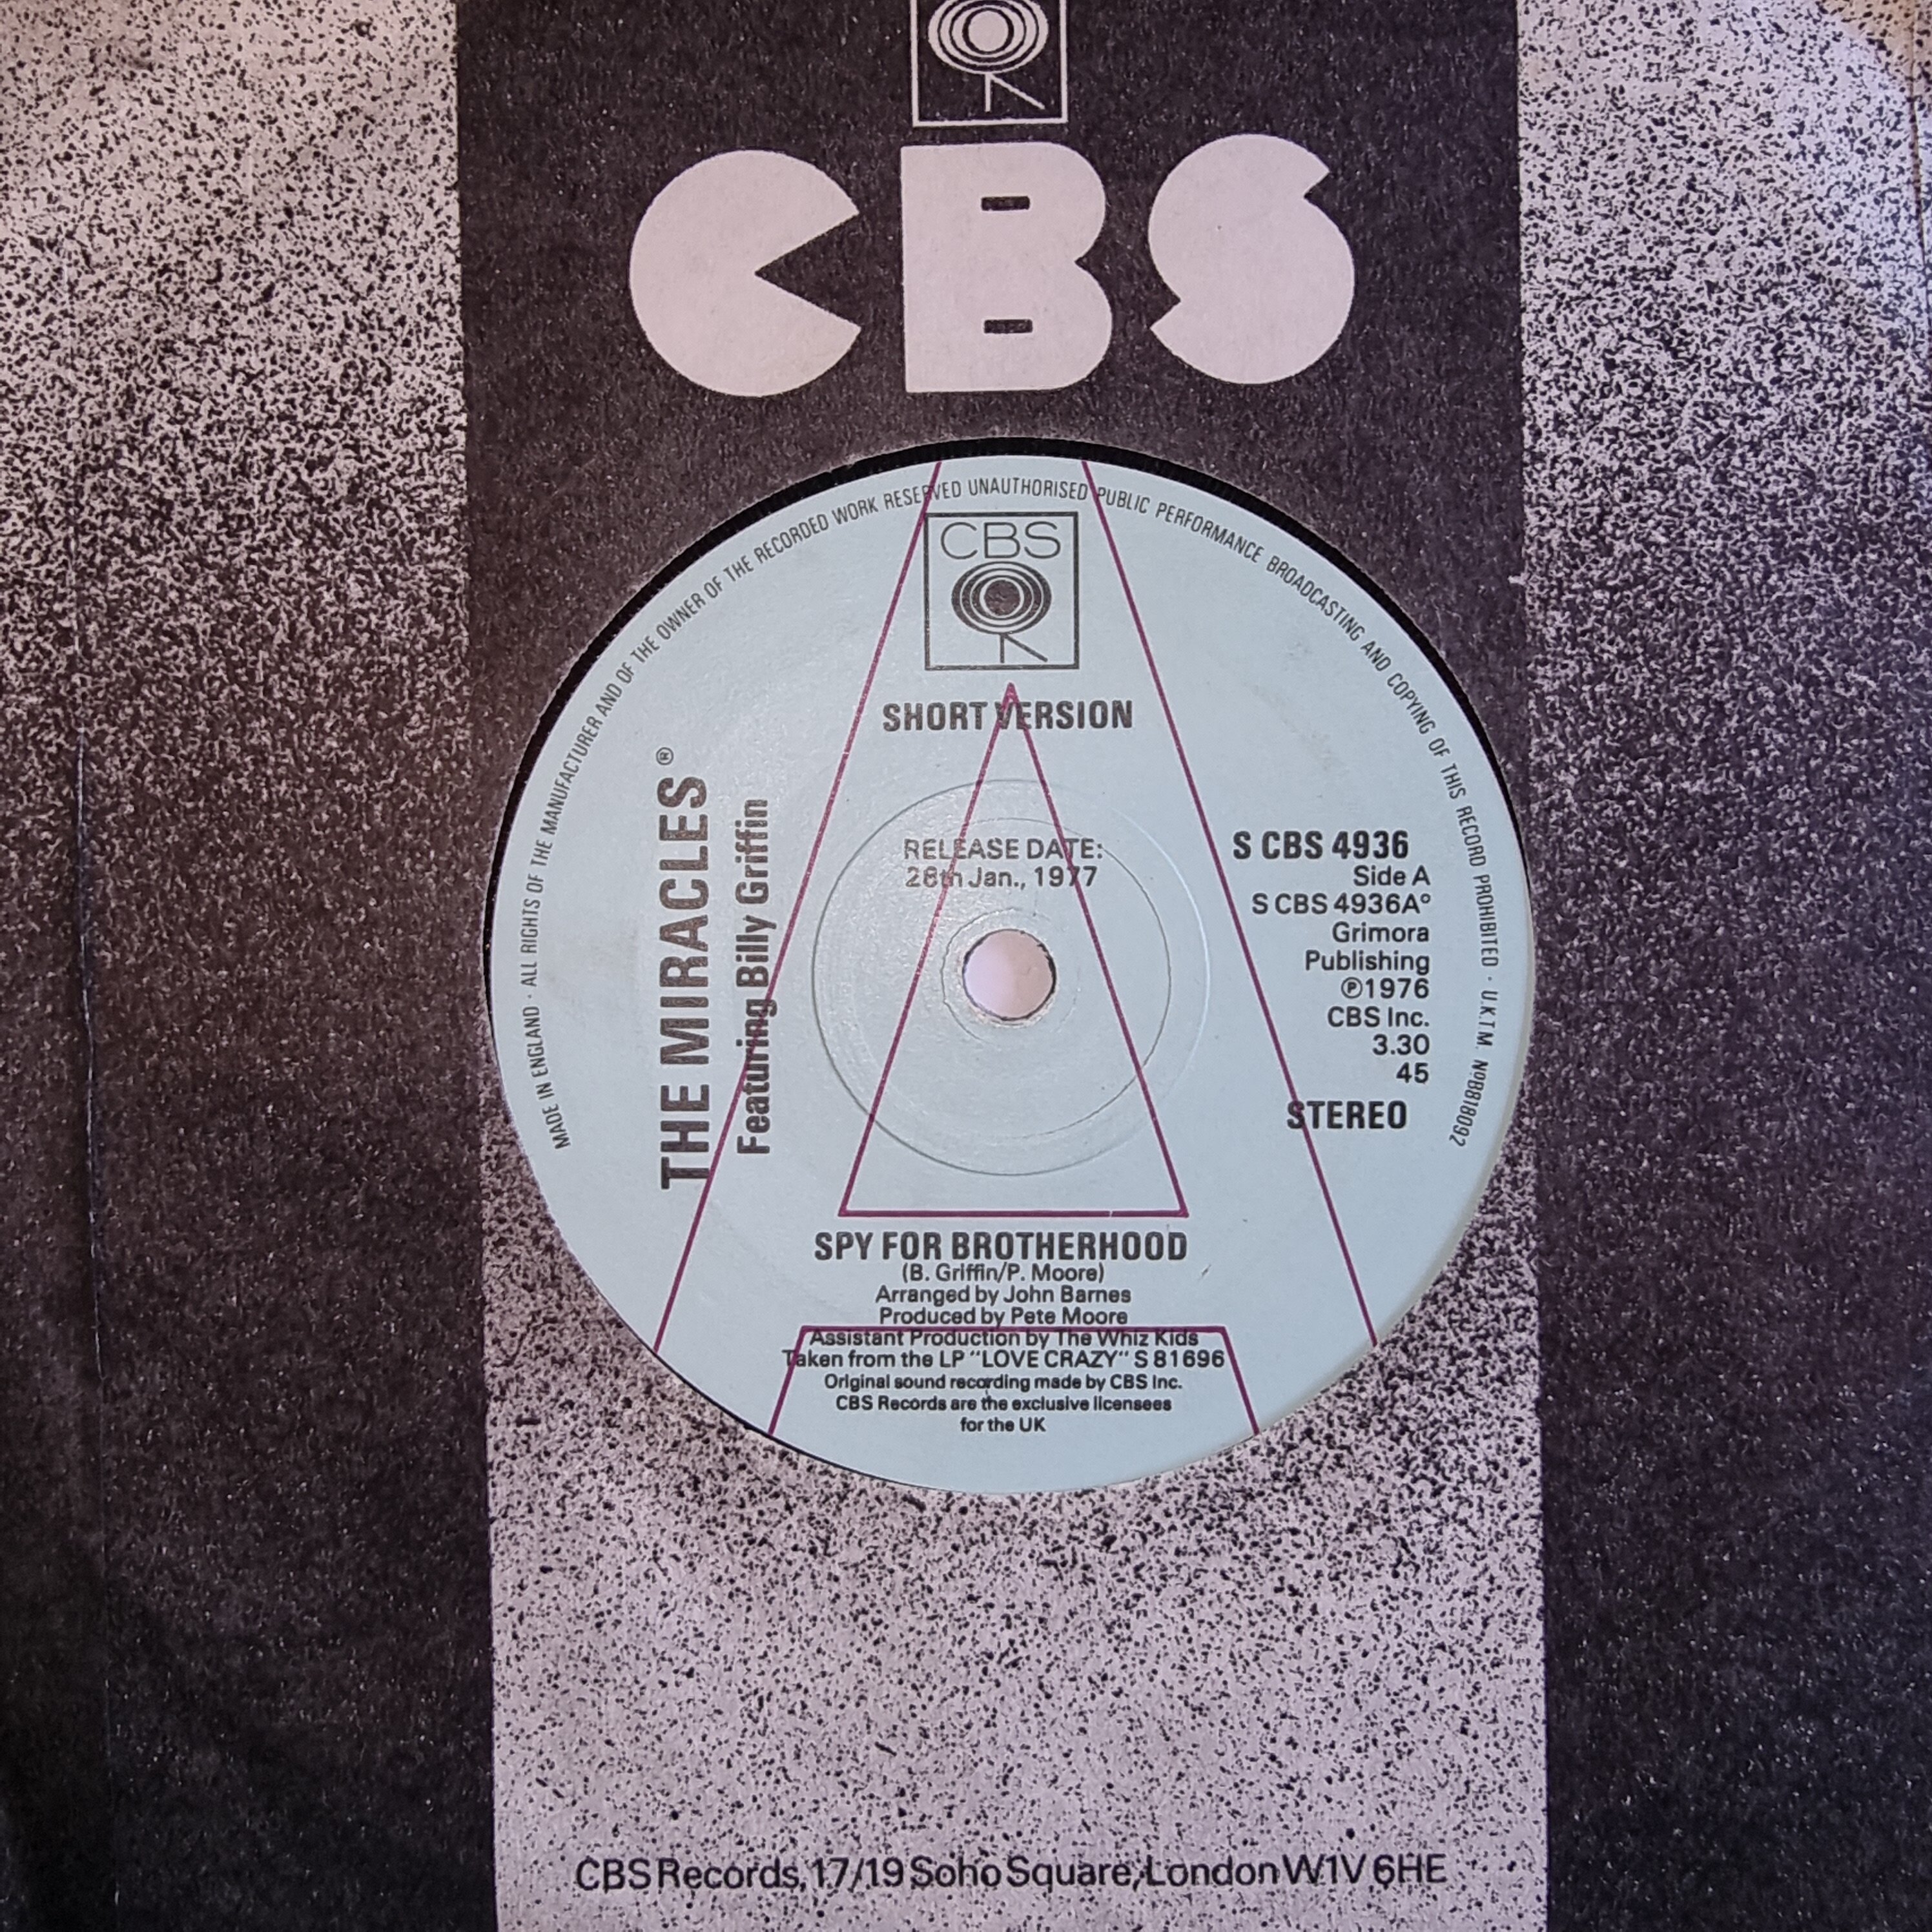 CBS
MADE IN ENGLAND · ALL RIGHTS OF THE MANUFACTURER AND OF THE OWNER OF THE RECORDED WORK RESERVED UNAUTHORISED PUBLIC PERFORMANCE BROADCASTING AND COPYING OF THIS RECORD PROHIBITED · U.K.T.M. No888180922
CBS
SHORT VERSION
THE MIRACLES®
Featuring Billy Griffin
RELEASE DATE:
28th Jan., 1977
S CBS 4936
Side A
S CBS 4936A°
Grimora
Publishing
℗1976
CBS Inc.
3.30
45
STEREO
SPY FOR BROTHERHOOD
(B. Griffin/P. Moore)
Arranged by John Barnes
Produced by Pete Moore
Assistant Production by The Whiz Kids
Taken from the LP "LOVE CRAZY" S 81696
Original sound recording made by CBS Inc.
CBS Records are the exclusive licensees
for the UK
A
CBS Records, 17/19 Soho Square, London W1V 6HE